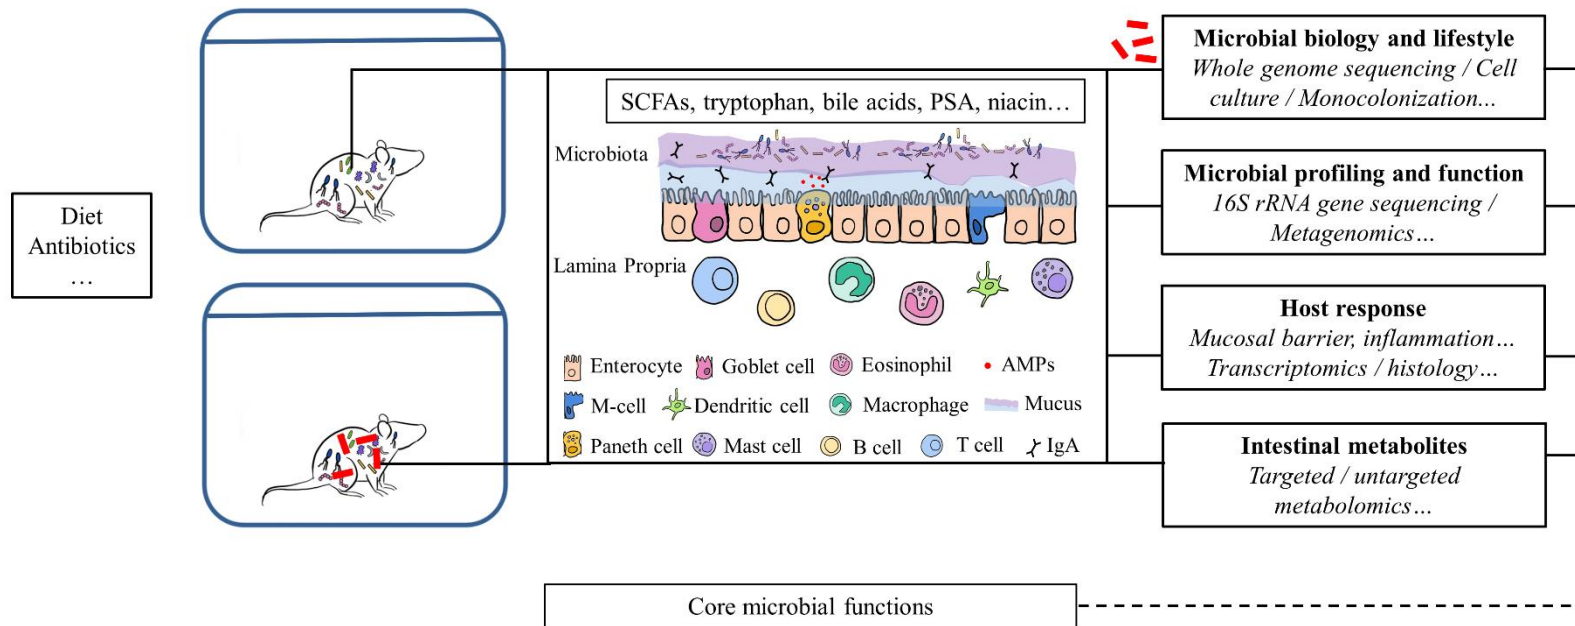 Diet
Antibiotics
…
SCFAs, tryptophan, bile acids, PSA, niacin…
Microbiota
Lamina Propria
Enterocyte
Goblet cell
Eosinophil
AMPs
M-cell
Dendritic cell
Macrophage
Mucus
Paneth cell
Mast cell
B cell
T cell
IgA
Microbial biology and lifestyle
Whole genome sequencing / Cell
culture / Monocolonization...
Microbial profiling and function
16S rRNA gene sequencing /
Metagenomics…
Host response
Mucosal barrier, inflammation…
Transcriptomics / histology…
Intestinal metabolites
Targeted / untargeted
metabolomics…
Core microbial functions